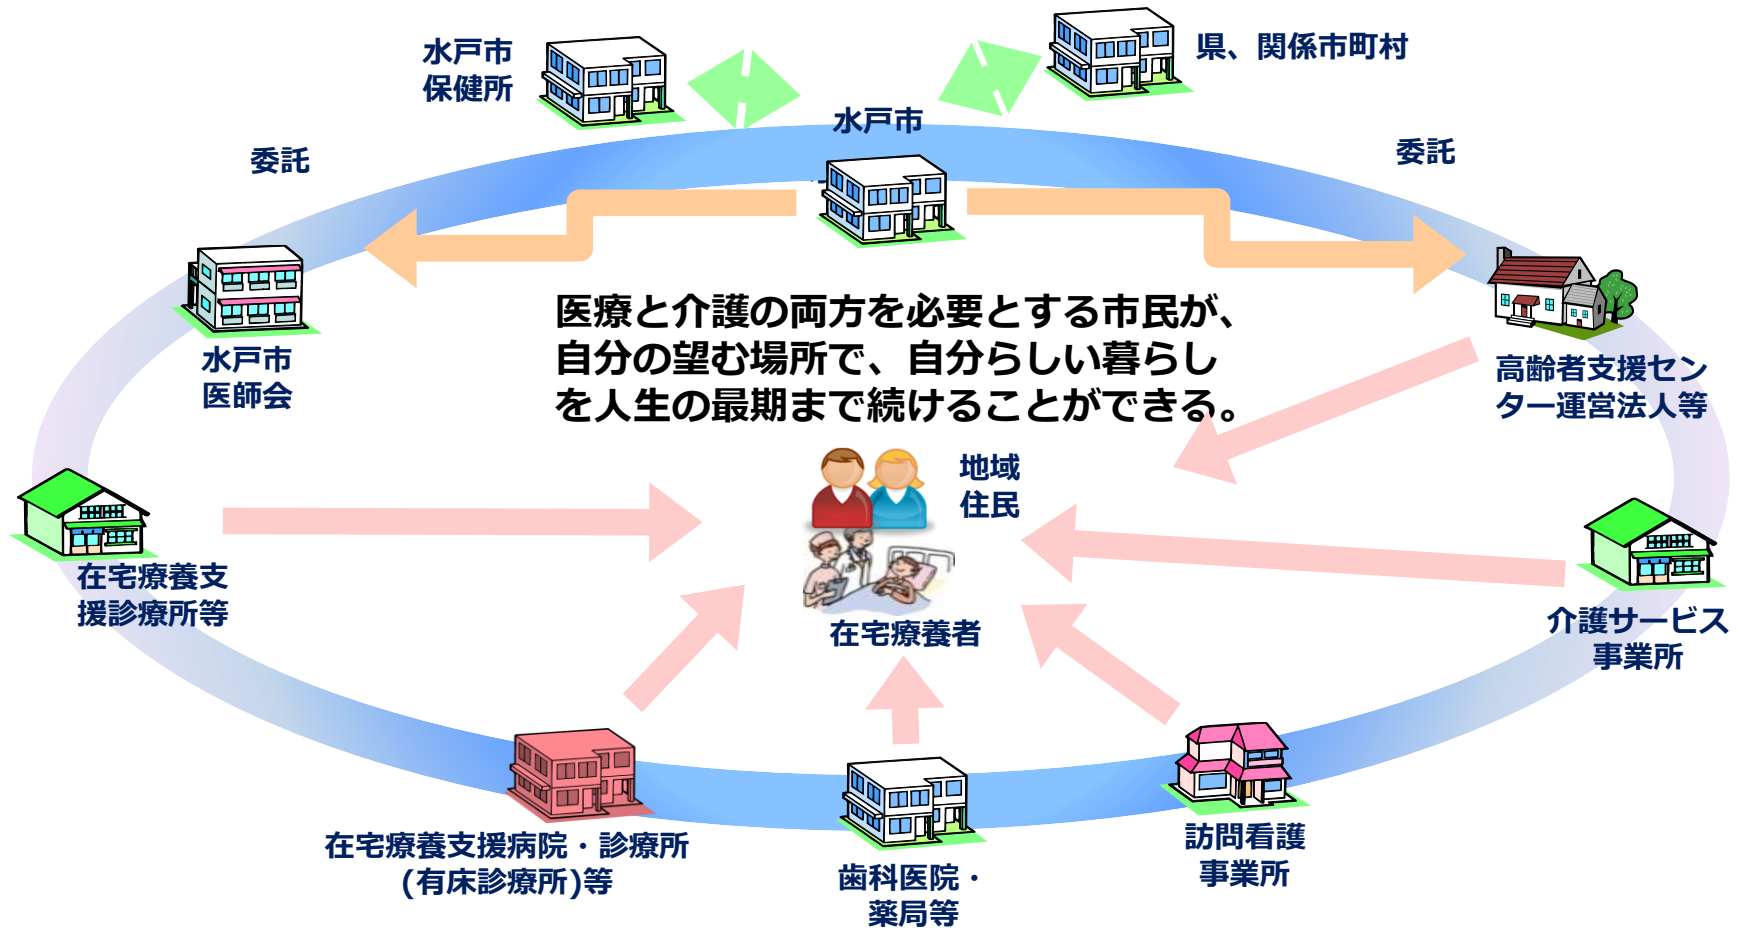 水戸市
保健所
県、関係市町村
水戸市
委託
委託
医療と介護の両方を必要とする市民が、
自分の望む場所で、自分らしい暮らし
を人生の最期まで続けることができる。
水戸市
医師会
高齢者支援セン
ター運営法人等
地域
住民
在宅療養支
援診療所等
在宅療養者
介護サービス
事業所
在宅療養支援病院・診療所
(有床診療所)等
歯科医院・
薬局等
訪問看護
事業所